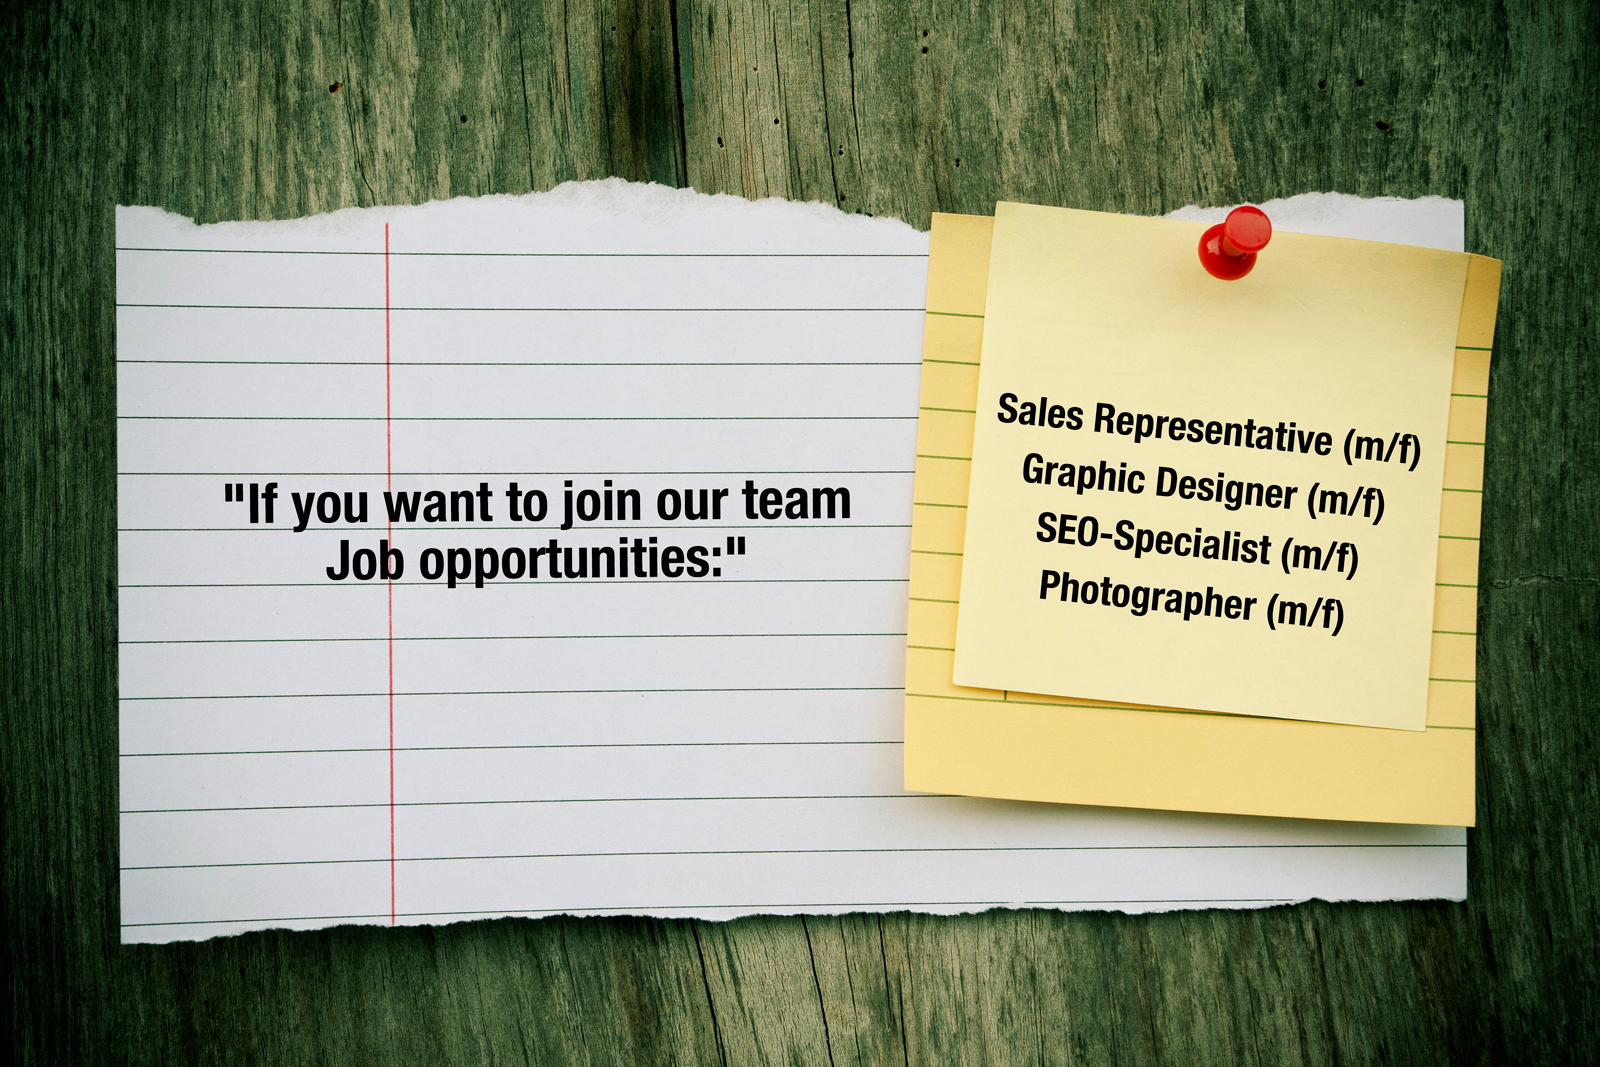 "If you want to join our team
Job opportunities:"
Sales Representative (m/f)
Graphic Designer (m/f)
SEO-Specialist (m/f)
Photographer (m/f)